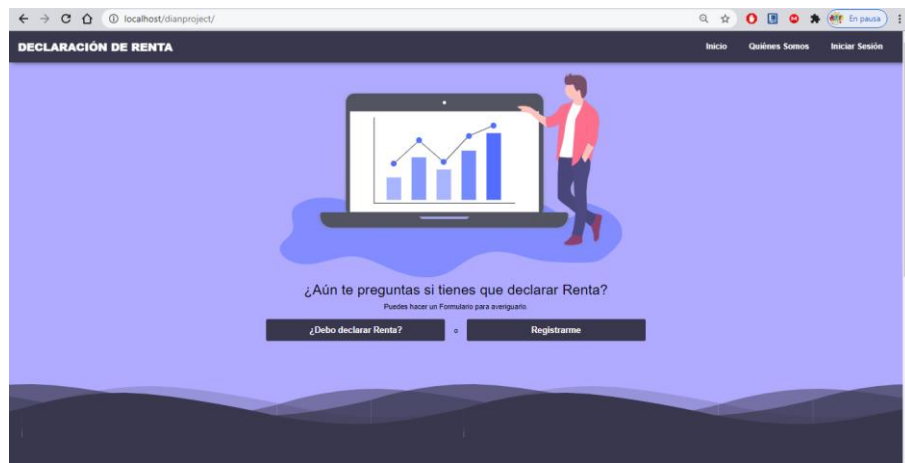 localhost/dianproject/
En pausa
DECLARACIÓN DE RENTA
Inicio Quiénes Somos Iniciar Sesión
¿Aún te preguntas si tienes que declarar Renta?
Puedes hacer un Formulario para averiguarlo
¿Debo declarar Renta? o Registrarme